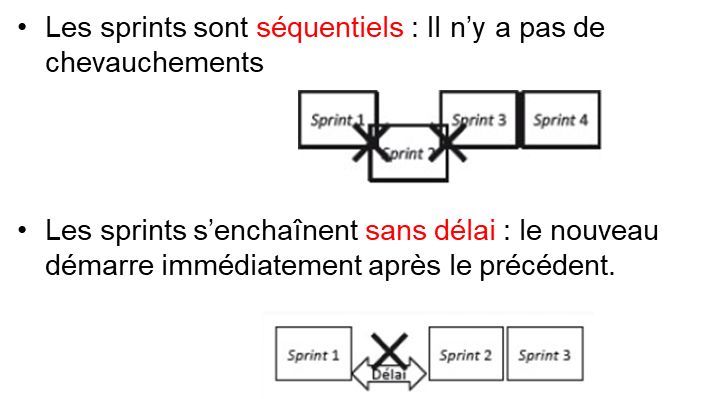 • Les sprints sont séquentiels : Il n’y a pas de
chevauchements
Sprint 1
Sprint 3
Sprint 4
Sprint 2
• Les sprints s’enchaînent sans délai : le nouveau
démarre immédiatement après le précédent.
Sprint 1
Délai
Sprint 2
Sprint 3